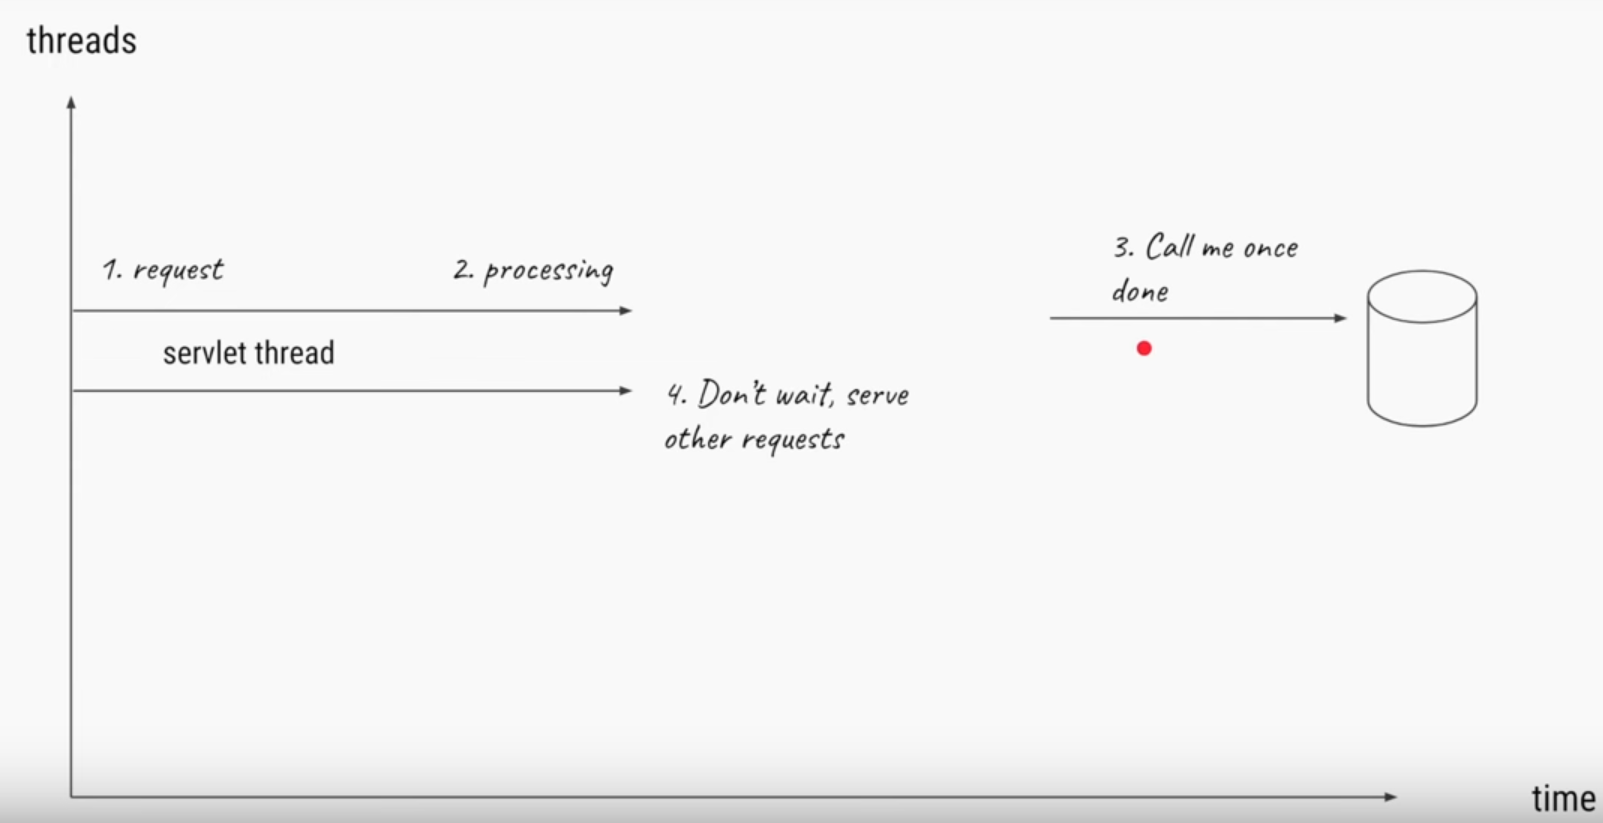 threads
1. request
2. processing
3. Call me once
done
servlet thread
4. Don't wait, serve
other requests
time